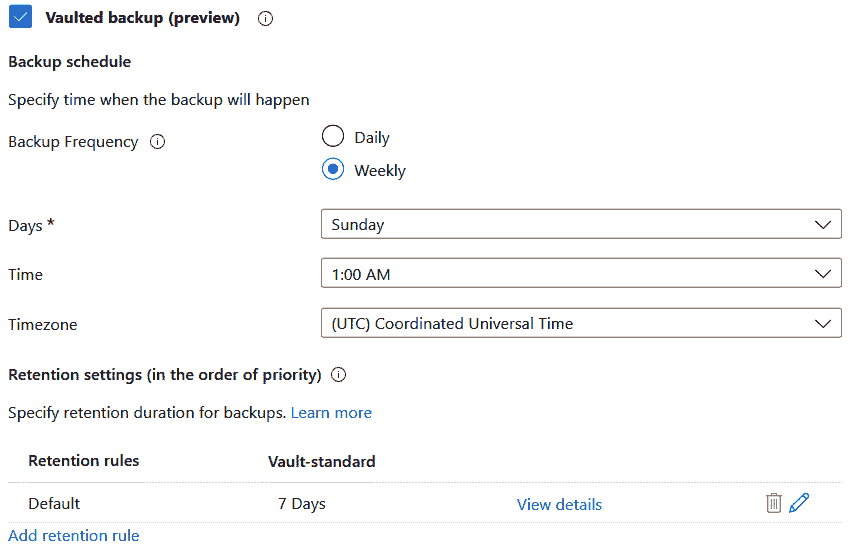 Vaulted backup (preview)
Backup schedule
Specify time when the backup will happen
Backup Frequency
Daily
Weekly
Days *
Sunday
Time
1:00 AM
Timezone
(UTC) Coordinated Universal Time
Retention settings (in the order of priority)
Specify retention duration for backups. Learn more
Retention rules Vault-standard
Default 7 Days View details
Add retention rule